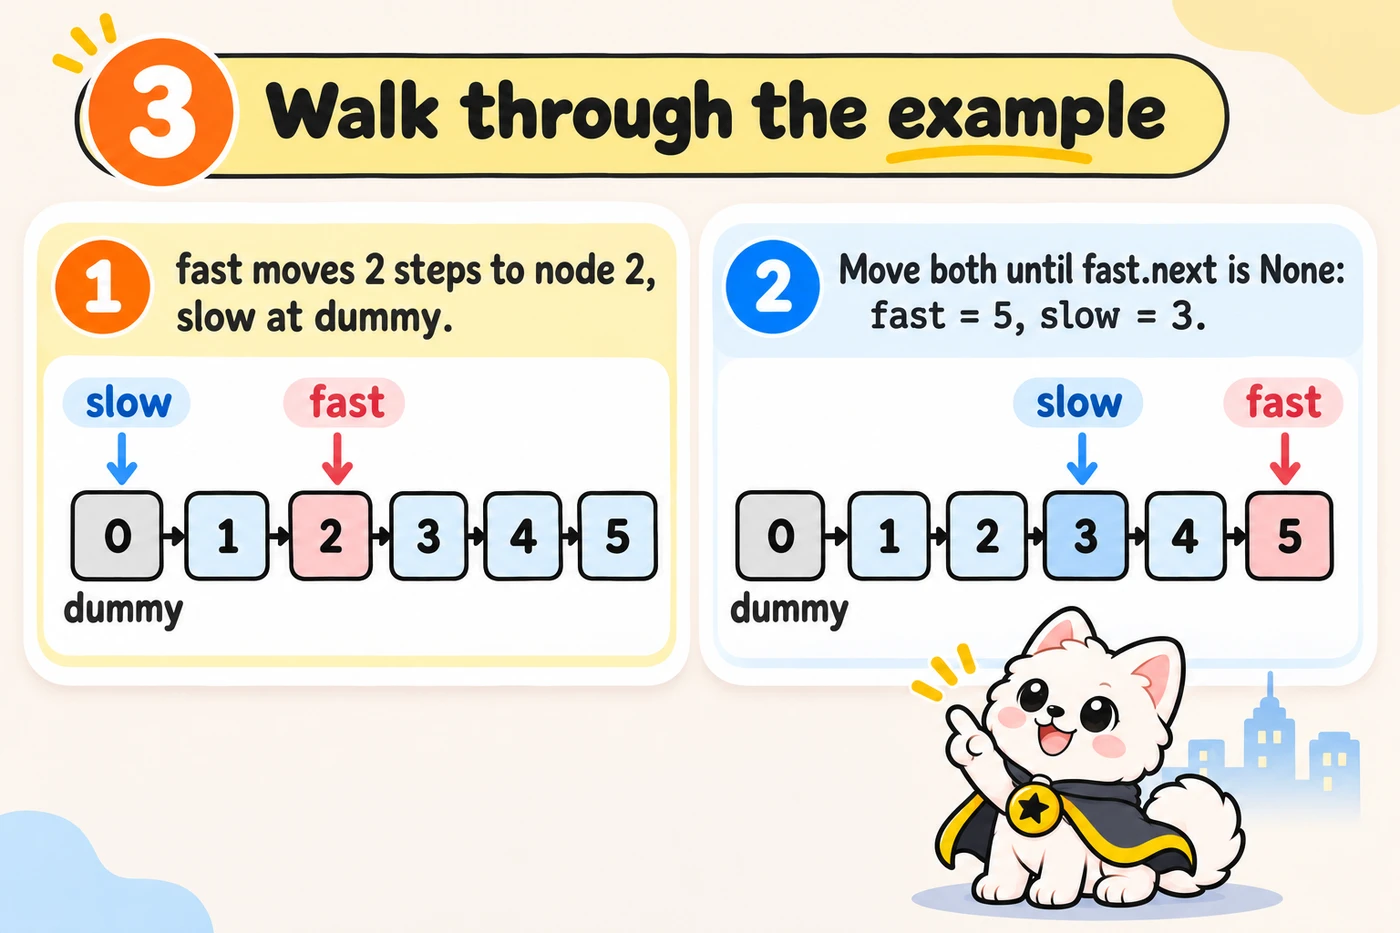 3
Walk through the example
1
fast moves 2 steps to node 2,
slow at dummy.
slow fast
0 1 2 3 4 5
dummy
2
Move both until fast.next is None:
fast = 5, slow = 3.
slow fast
0 1 2 3 4 5
dummy